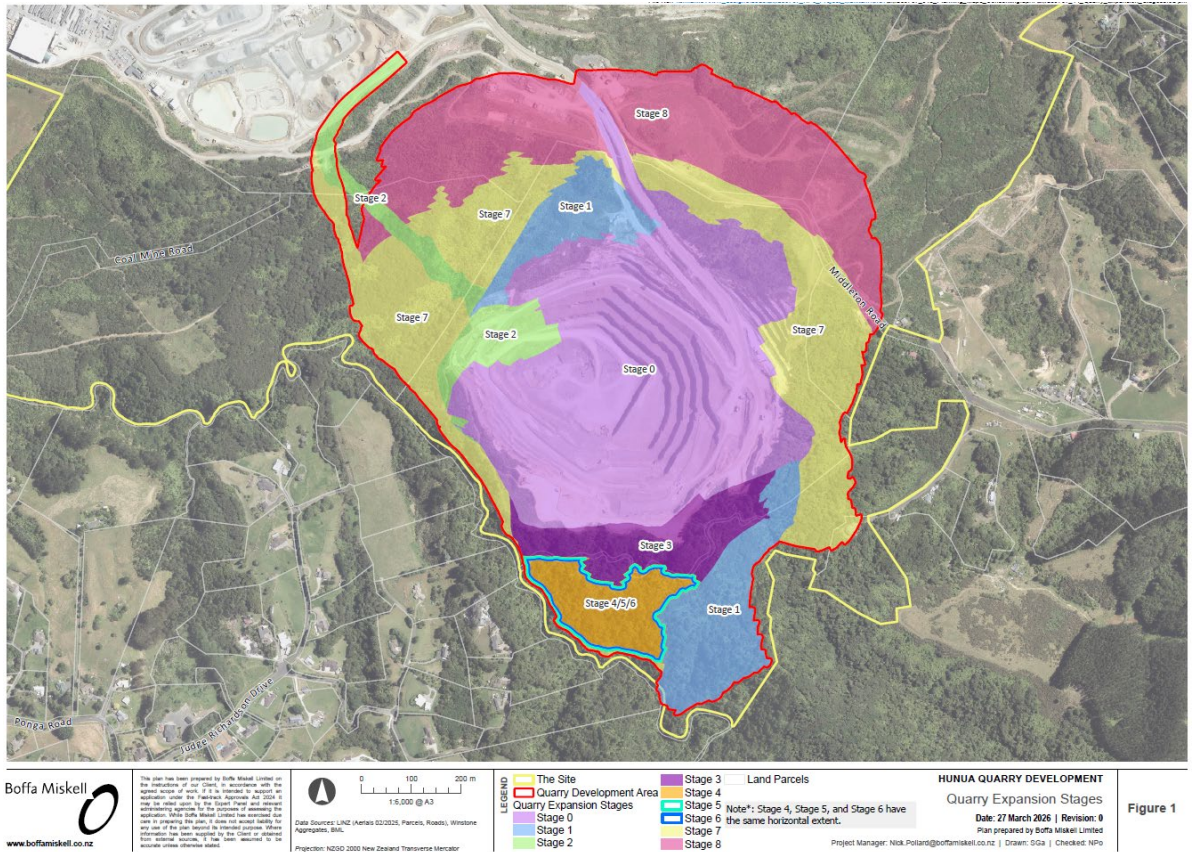 Stage 8
Stage 2
Stage 7
Stage 1
Coal Mine Road
Middleton Road
Stage 7
Stage 2
Stage 7
Stage 0
Stage 3
Stage 4/5/6
Stage 1
Ponga Road
Judge Richardson Drive
Boffa Miskell
www.boffamiskell.co.nz
This plan has been prepared by Boffa Miskell Limited on
the instructions of our Client, in accordance with the
agreed scope of work. If it is intended to support an
application under the Fast-track Approvals Act 2024 it
may be relied upon by the Expert Panel and relevant
administering agencies for the purposes of assessing the
application. While Boffa Miskell Limited has exercised due
care in preparing this plan, it does not accept liability for
any use of the plan beyond its intended purpose. Where
information has been supplied by the Client or obtained
from external sources, it has been assumed to be
accurate unless otherwise stated.
0 100 200 m
1:6,000 @ A3
Data Sources: LINZ (Aerials 02/2025, Parcels, Roads), Winstone
Aggregates, BML
Projection: NZGD 2000 New Zealand Transverse Mercator
LEGEND
The Site
Quarry Development Area
Quarry Expansion Stages
Stage 0
Stage 1
Stage 2
Stage 3
Stage 4
Stage 5
Stage 6
Stage 7
Stage 8
Land Parcels
Note*: Stage 4, Stage 5, and Stage 6 have
the same horizontal extent.
HUNUA QUARRY DEVELOPMENT
Quarry Expansion Stages
Date: 27 March 2026 | Revision: 0
Plan prepared by Boffa Miskell Limited
Project Manager: Nick.Pollard@boffamiskell.co.nz | Drawn: SGa | Checked: NPo
Figure 1